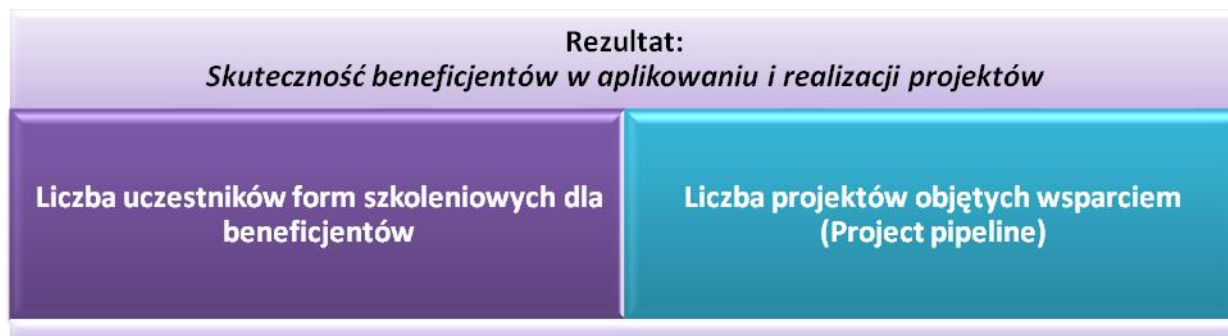 Rezultat:
Skuteczność beneficjentów w aplikowaniu i realizacji projektów
Liczba uczestników form szkoleniowych dla
beneficjentów
Liczba projektów objętych wsparciem
(Project pipeline)